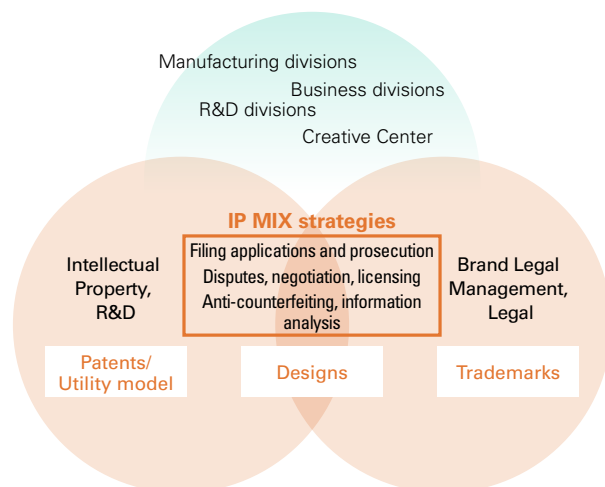 Manufacturing divisions
Business divisions
R&D divisions
Creative Center
IP MIX strategies
Filing applications and prosecution
Disputes, negotiation, licensing
Anti-counterfeiting, information
analysis
Intellectual
Property,
R&D
Brand Legal
Management,
Legal
Patents/
Utility model
Designs
Trademarks